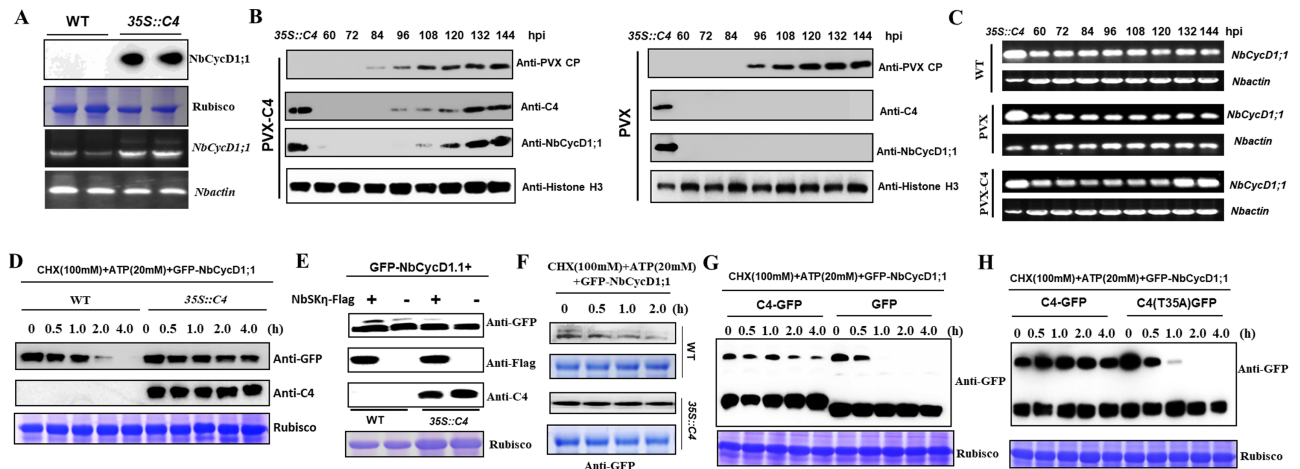 A
WT 35S::C4
NbCycD1;1
Rubisco
NbCycD1;1
Nbactin
B
35S::C4 60 72 84 96 108 120 132 144 hpi
PVX-C4
Anti-PVX CP
Anti-C4
Anti-NbCycD1;1
Anti-Histone H3
35S::C4 60 72 84 96 108 120 132 144 hpi
PVX
Anti-PVX CP
Anti-C4
Anti-NbCycD1;1
Anti-Histone H3
C
35S::C4 60 72 84 96 108 120 132 144 hpi
WT
NbCycD1;1
Nbactin
PVX
NbCycD1;1
Nbactin
PVX-C4
NbCycD1;1
Nbactin
D
CHX(100mM)+ATP(20mM)+GFP-NbCycD1;1
WT 35S::C4
0 0.5 1.0 2.0 4.0 0 0.5 1.0 2.0 4.0 (h)
Anti-GFP
Anti-C4
Rubisco
E
GFP-NbCycD1.1+
NbSKη-Flag + - + -
Anti-GFP
Anti-Flag
Anti-C4
WT 35S::C4
Rubisco
F
CHX(100mM)+ATP(20mM)
+GFP-NbCycD1;1
0 0.5 1.0 2.0 (h)
WT
35S::C4
Anti-GFP
G
CHX(100mM)+ATP(20mM)+GFP-NbCycD1;1
C4-GFP GFP
0 0.5 1.0 2.0 4.0 0 0.5 1.0 2.0 4.0 (h)
Anti-GFP
Rubisco
H
CHX(100mM)+ATP(20mM)+GFP-NbCycD1;1
C4-GFP C4(T35A)GFP
0 0.5 1.0 2.0 4.0 0 0.5 1.0 2.0 4.0 (h)
Anti-GFP
Rubisco